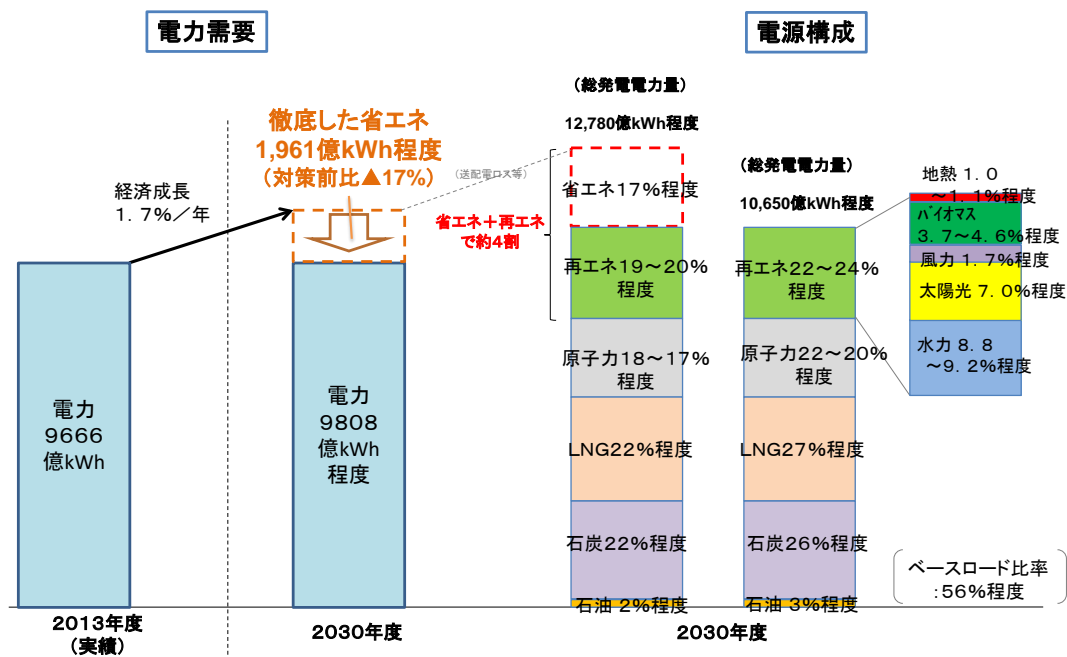 電力需要
電源構成
徹底した省エネ
1,961億kWh程度
(対策前比▲17%)
経済成長
1．7%／年
(送配電ロス等)
電力
9666
億kWh
電力
9808
億kWh
程度
2013年度
(実績)
2030年度
(総発電電力量)
12,780億kWh程度
省エネ17%程度
省エネ＋再エネ
で約4割
再エネ19～20%
程度
原子力18～17%
程度
LNG22%程度
石炭22%程度
石油 2%程度
(総発電電力量)
10,650億kWh程度
再エネ22～24%
程度
原子力22～20%
程度
LNG27%程度
石炭26%程度
石油 3%程度
2030年度
地熱 1．0
～1．1%程度
バイオマス
3．7～4．6%程度
風力 1．7%程度
太陽光 7．0%程度
水力 8．8
～9．2%程度
ベースロード比率
:56%程度